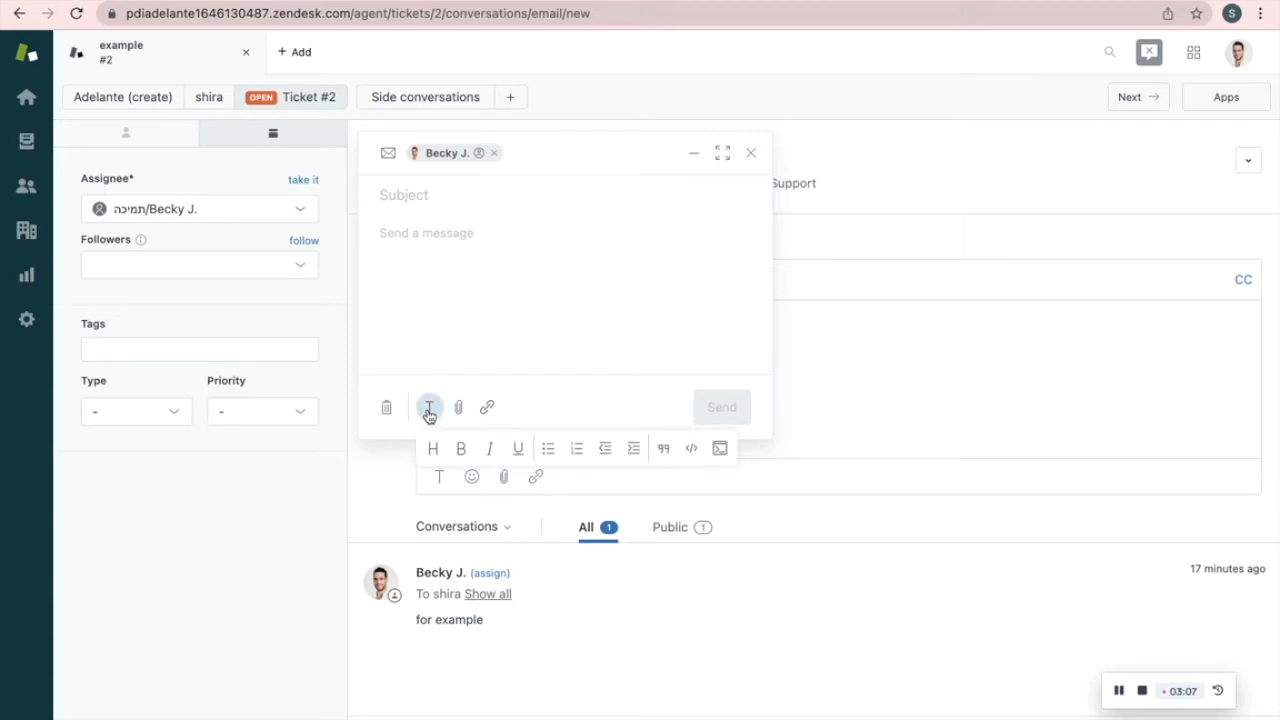 pdiadelante1646130487.zendesk.com/agent/tickets/2/conversations/email/new
S
example
#2
+ Add
Adelante (create)
shira
OPEN Ticket #2
Side conversations
+
Next
Apps
Assignee*
take it
תמיכה/Becky J.
Followers
follow
Tags
Type
Priority
-
-
Becky J.
Subject
Send a message
Send
Support
CC
H B I U
T
Conversations
All 1
Public 1
Becky J. (assign)
17 minutes ago
To shira Show all
for example
03:07